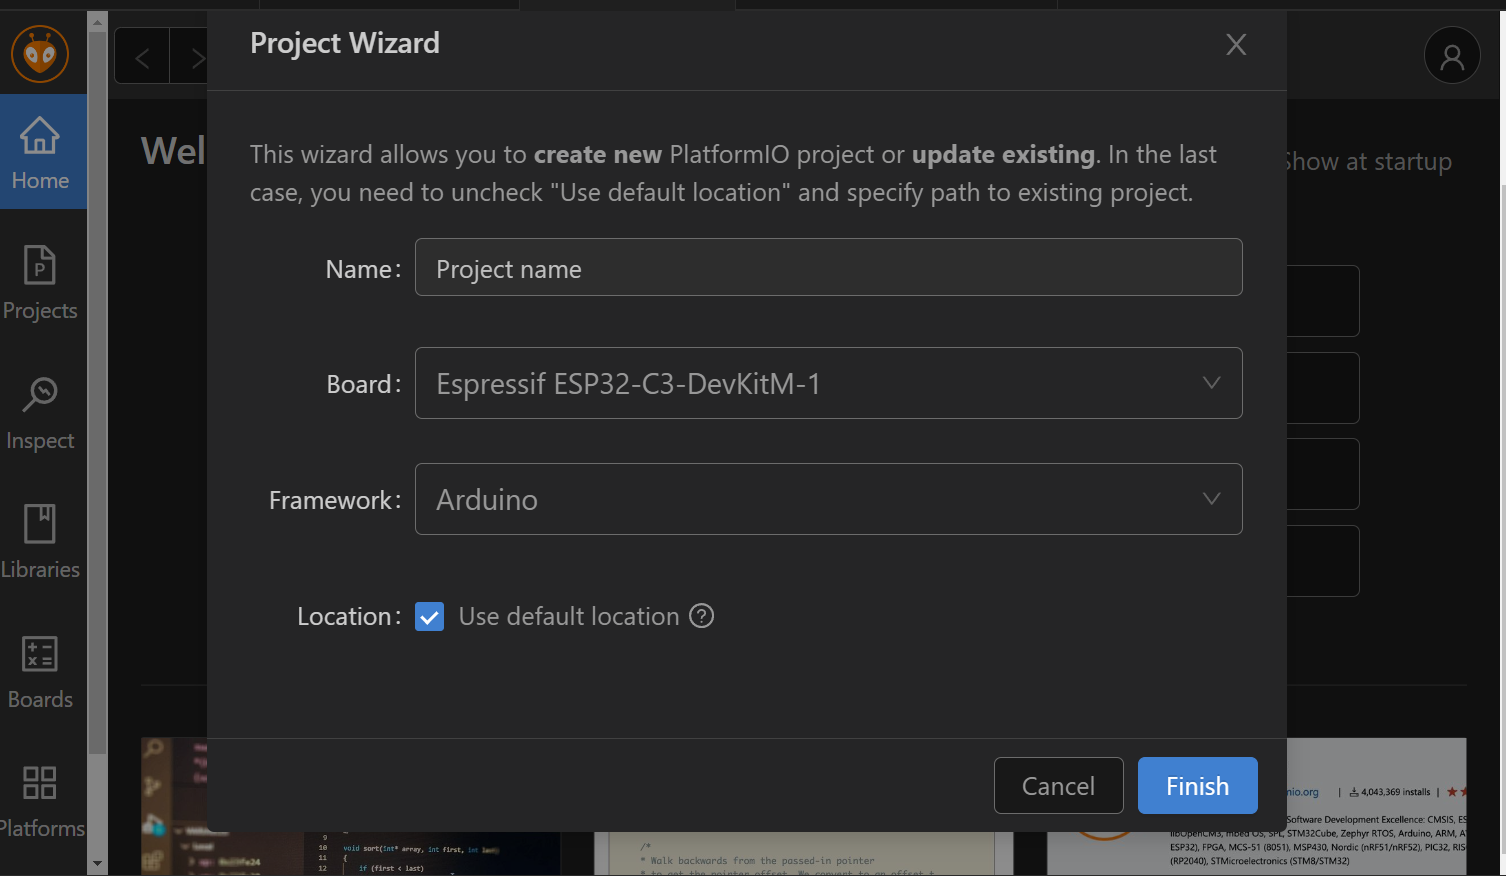 Project Wizard
Home
Wel
Show at startup
This wizard allows you to create new PlatformIO project or update existing. In the last
case, you need to uncheck "Use default location" and specify path to existing project.
Name:
Project name
Projects
Board:
Espressif ESP32-C3-DevKitM-1
Inspect
Framework:
Arduino
Libraries
Location:
Use default location
Boards
Cancel
Finish
Platforms
nio.org | 4,043,369 installs |
Software Development Excellence: CMSIS, ES
libOpenCM3, mbed OS, SPL, STM32Cube, Zephyr RTOS, Arduino, ARM, A
ESP32), FPGA, MCS-51 (8051), MSP430, Nordic (nRF51/nRF52), PIC32, RIS
(RP2040), STMicroelectronics (STM8/STM32)
9
10 void sort(int* array, int first, int last)
11 {
12 if (first < last)
/*
* Walk backwards from the passed-in pointer